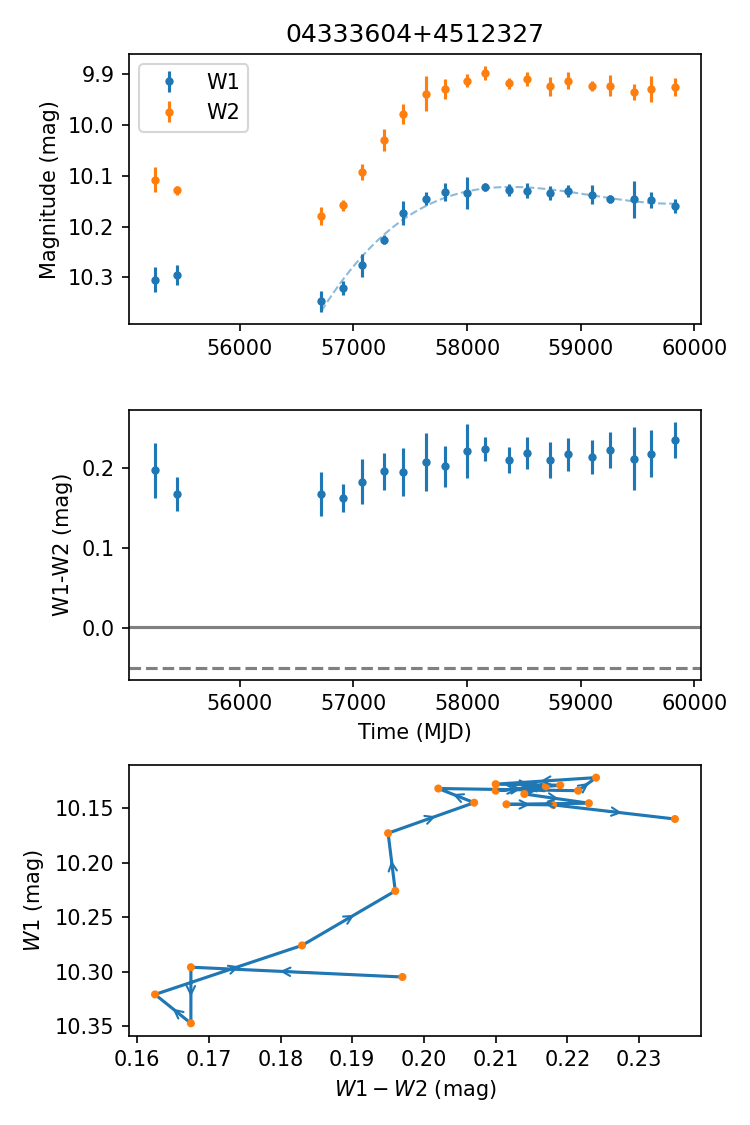 04333604+4512327
W1
W2
Magnitude (mag)
9.9
10.0
10.1
10.2
10.3
56000 57000 58000 59000 60000
W1-W2 (mag)
0.2
0.1
0.0
56000 57000 58000 59000 60000
Time (MJD)
W1 (mag)
10.15
10.20
10.25
10.30
10.35
0.16 0.17 0.18 0.19 0.20 0.21 0.22 0.23
W1 − W2 (mag)